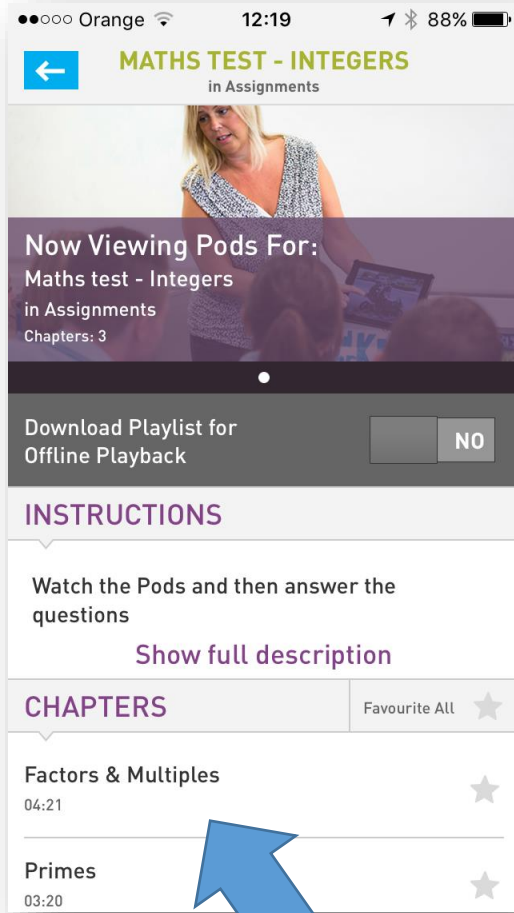 Orange 12:19 88%
MATHS TEST - INTEGERS
in Assignments
Now Viewing Pods For:
Maths test - Integers
in Assignments
Chapters: 3
Download Playlist for
Offline Playback
NO
INSTRUCTIONS
Watch the Pods and then answer the
questions
Show full description
CHAPTERS Favourite All
Factors & Multiples
04:21
Primes
03:20